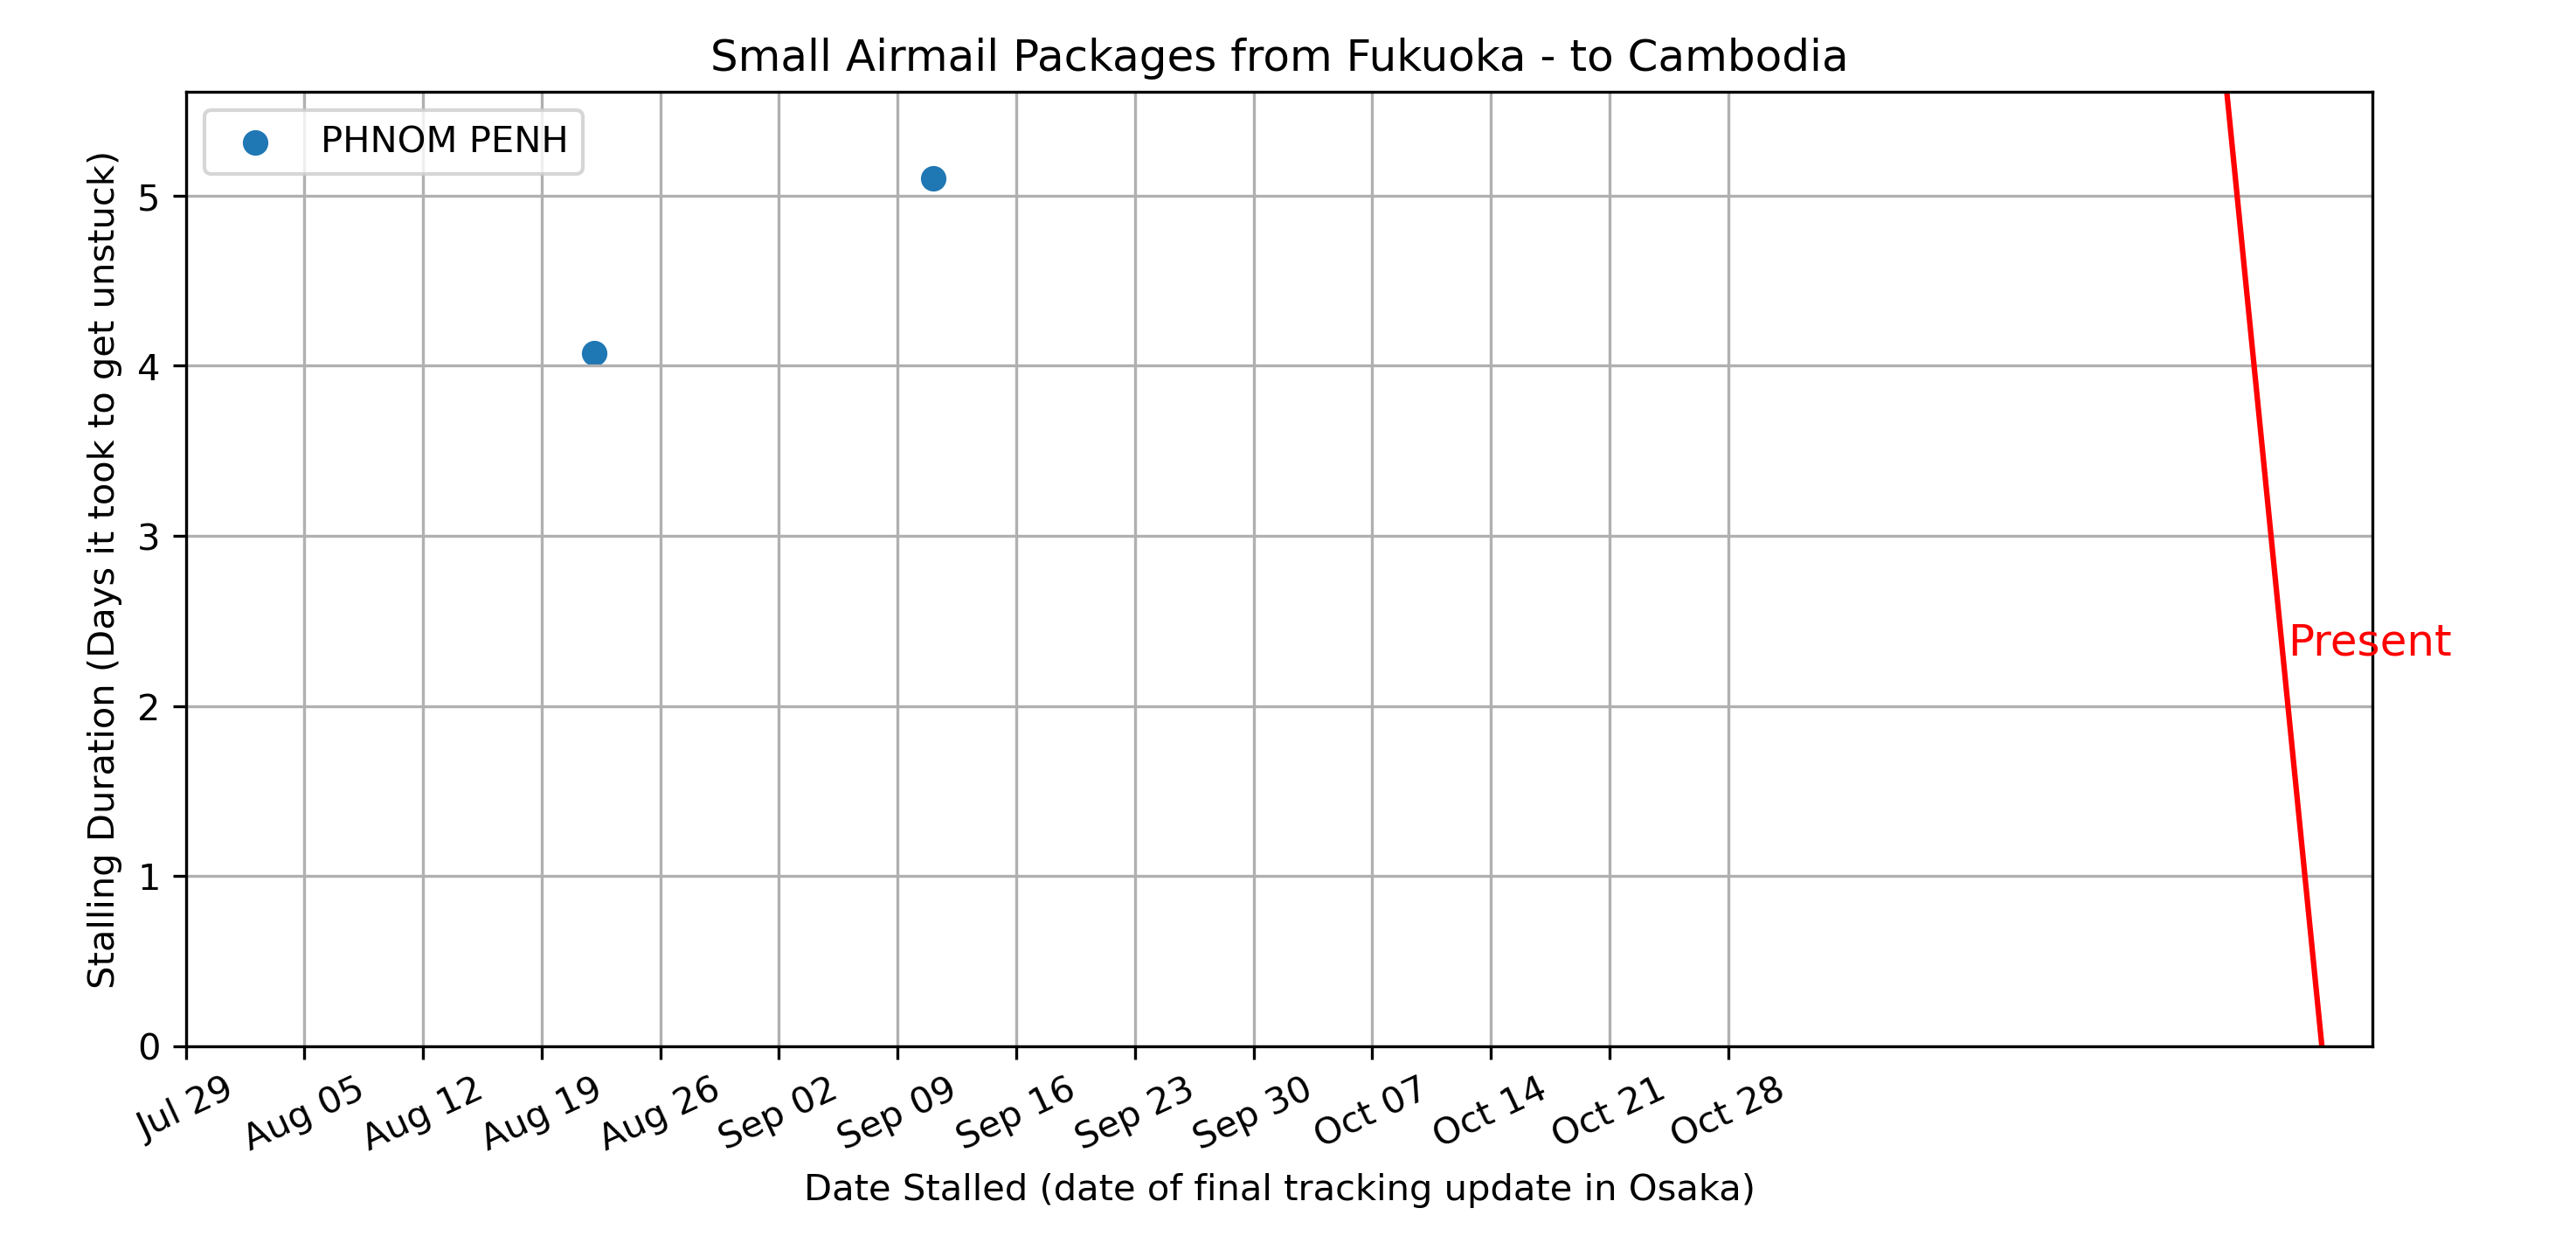 Small Airmail Packages from Fukuoka - to Cambodia
PHNOM PENH
Stalling Duration (Days it took to get unstuck)
5
4
3
2
1
0
Present
Jul 29
Aug 05
Aug 12
Aug 19
Aug 26
Sep 02
Sep 09
Sep 16
Sep 23
Sep 30
Oct 07
Oct 14
Oct 21
Oct 28
Date Stalled (date of final tracking update in Osaka)